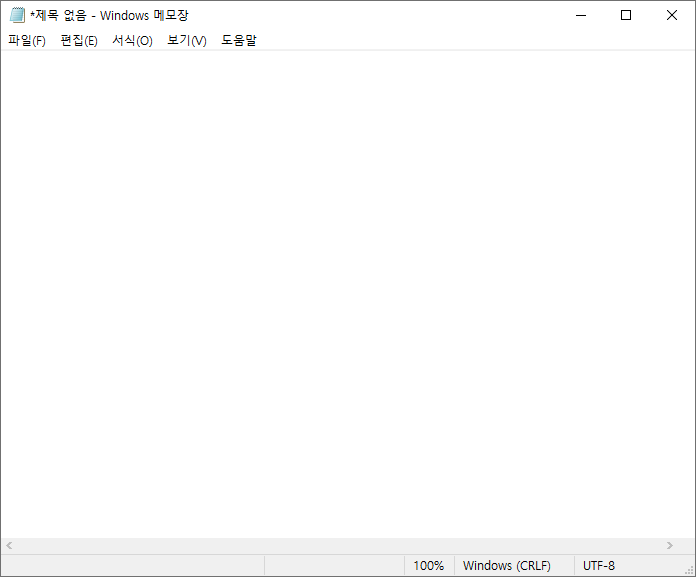 *제목 없음 - Windows 메모장
파일(F) 편집(E) 서식(O) 보기(V) 도움말
100% Windows (CRLF) UTF-8